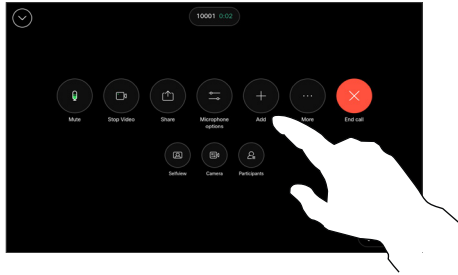 10001 0:02
Mute
Stop Video
Share
Microphone
options
Add
More
End call
Selfview
Camera
Participants